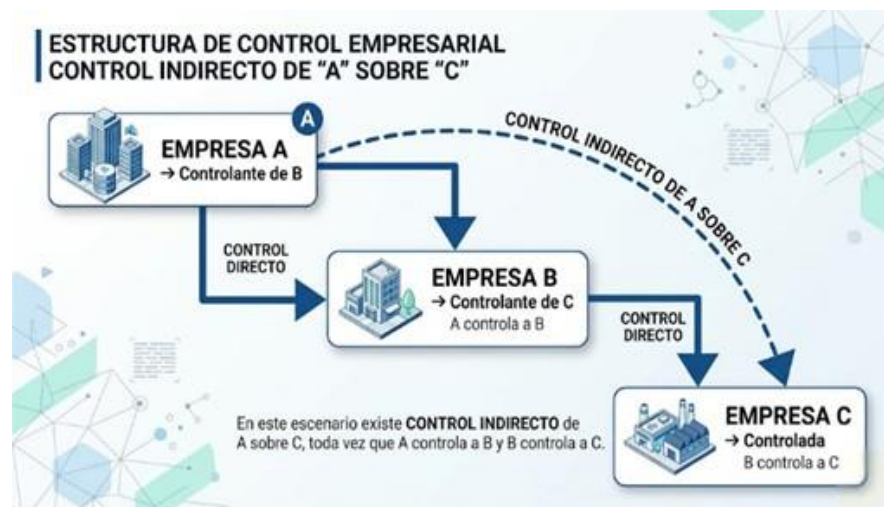 ESTRUCTURA DE CONTROL EMPRESARIAL
CONTROL INDIRECTO DE “A” SOBRE “C”
A
EMPRESA A
→ Controlante de B
CONTROL INDIRECTO DE A SOBRE C
CONTROL
DIRECTO
EMPRESA B
→ Controlante de C
A controla a B
CONTROL
DIRECTO
En este escenario existe CONTROL INDIRECTO de
A sobre C, toda vez que A controla a B y B controla a C.
EMPRESA C
→ Controlada
B controla a C